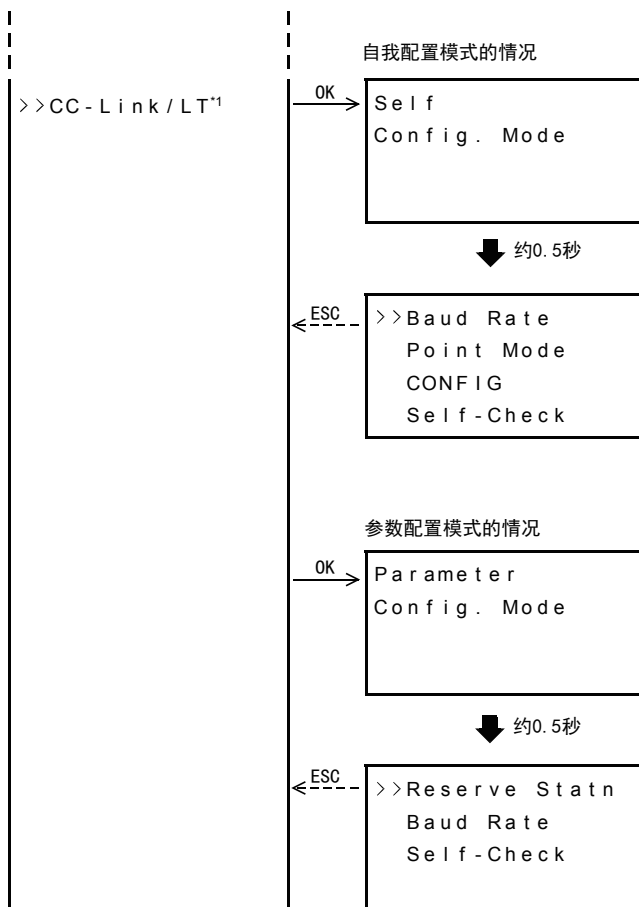 自我配置模式的情况
>>CC-Link/LT*1
OK
Self
Config. Mode
约0.5秒
ESC
>>Baud Rate
Point Mode
CONFIG
Self-Check
参数配置模式的情况
OK
Parameter
Config. Mode
约0.5秒
ESC
>>Reserve Statn
Baud Rate
Self-Check